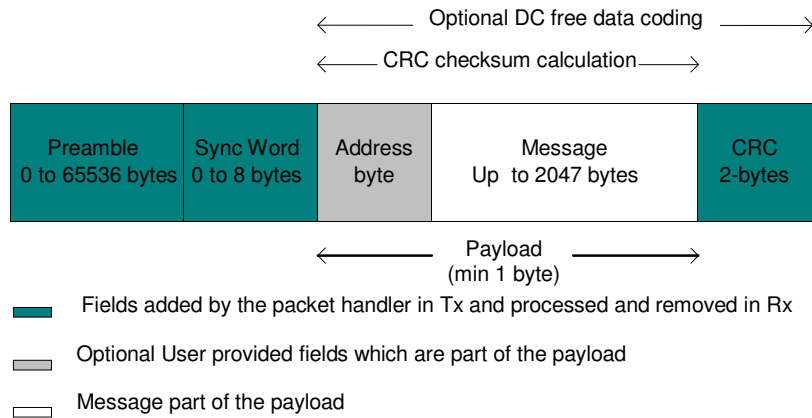 Optional DC free data coding
CRC checksum calculation
Preamble
0 to 65536 bytes
Sync Word
0 to 8 bytes
Address
byte
Message
Up to 2047 bytes
CRC
2-bytes
Payload
(min 1 byte)
Fields added by the packet handler in Tx and processed and removed in Rx
Optional User provided fields which are part of the payload
Message part of the payload